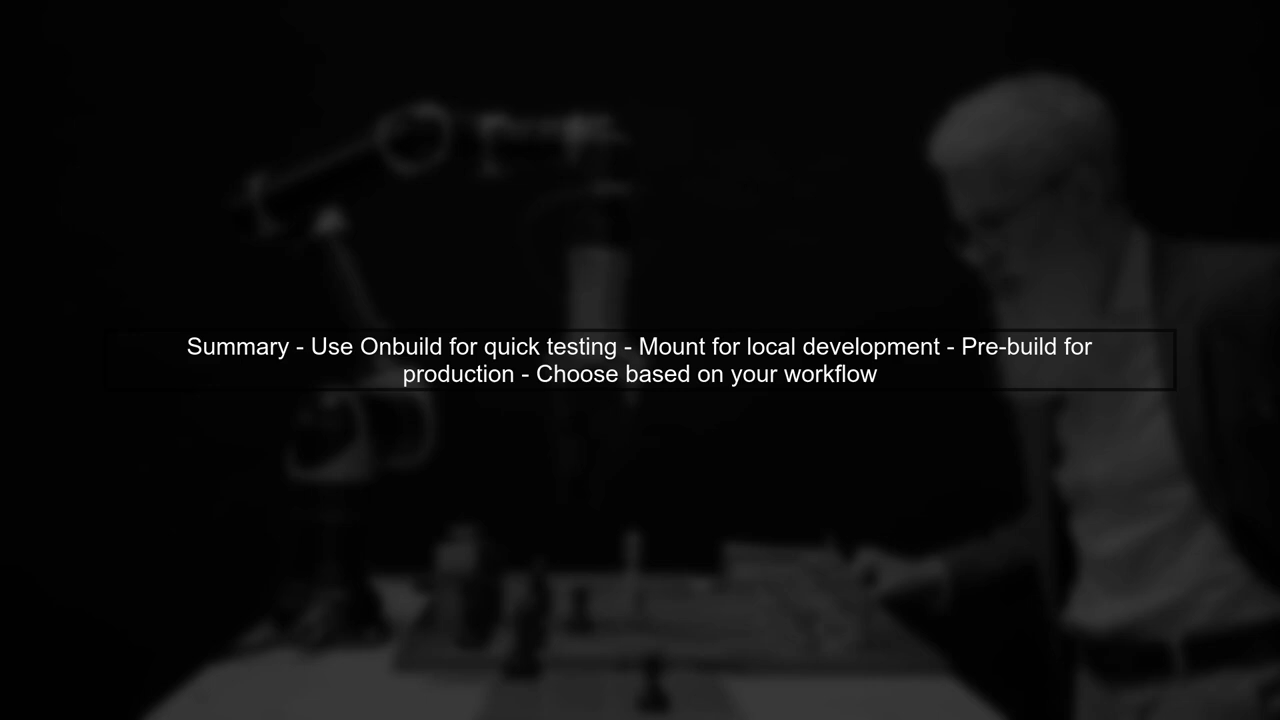 Summary - Use Onbuild for quick testing - Mount for local development - Pre-build for
production - Choose based on your workflow